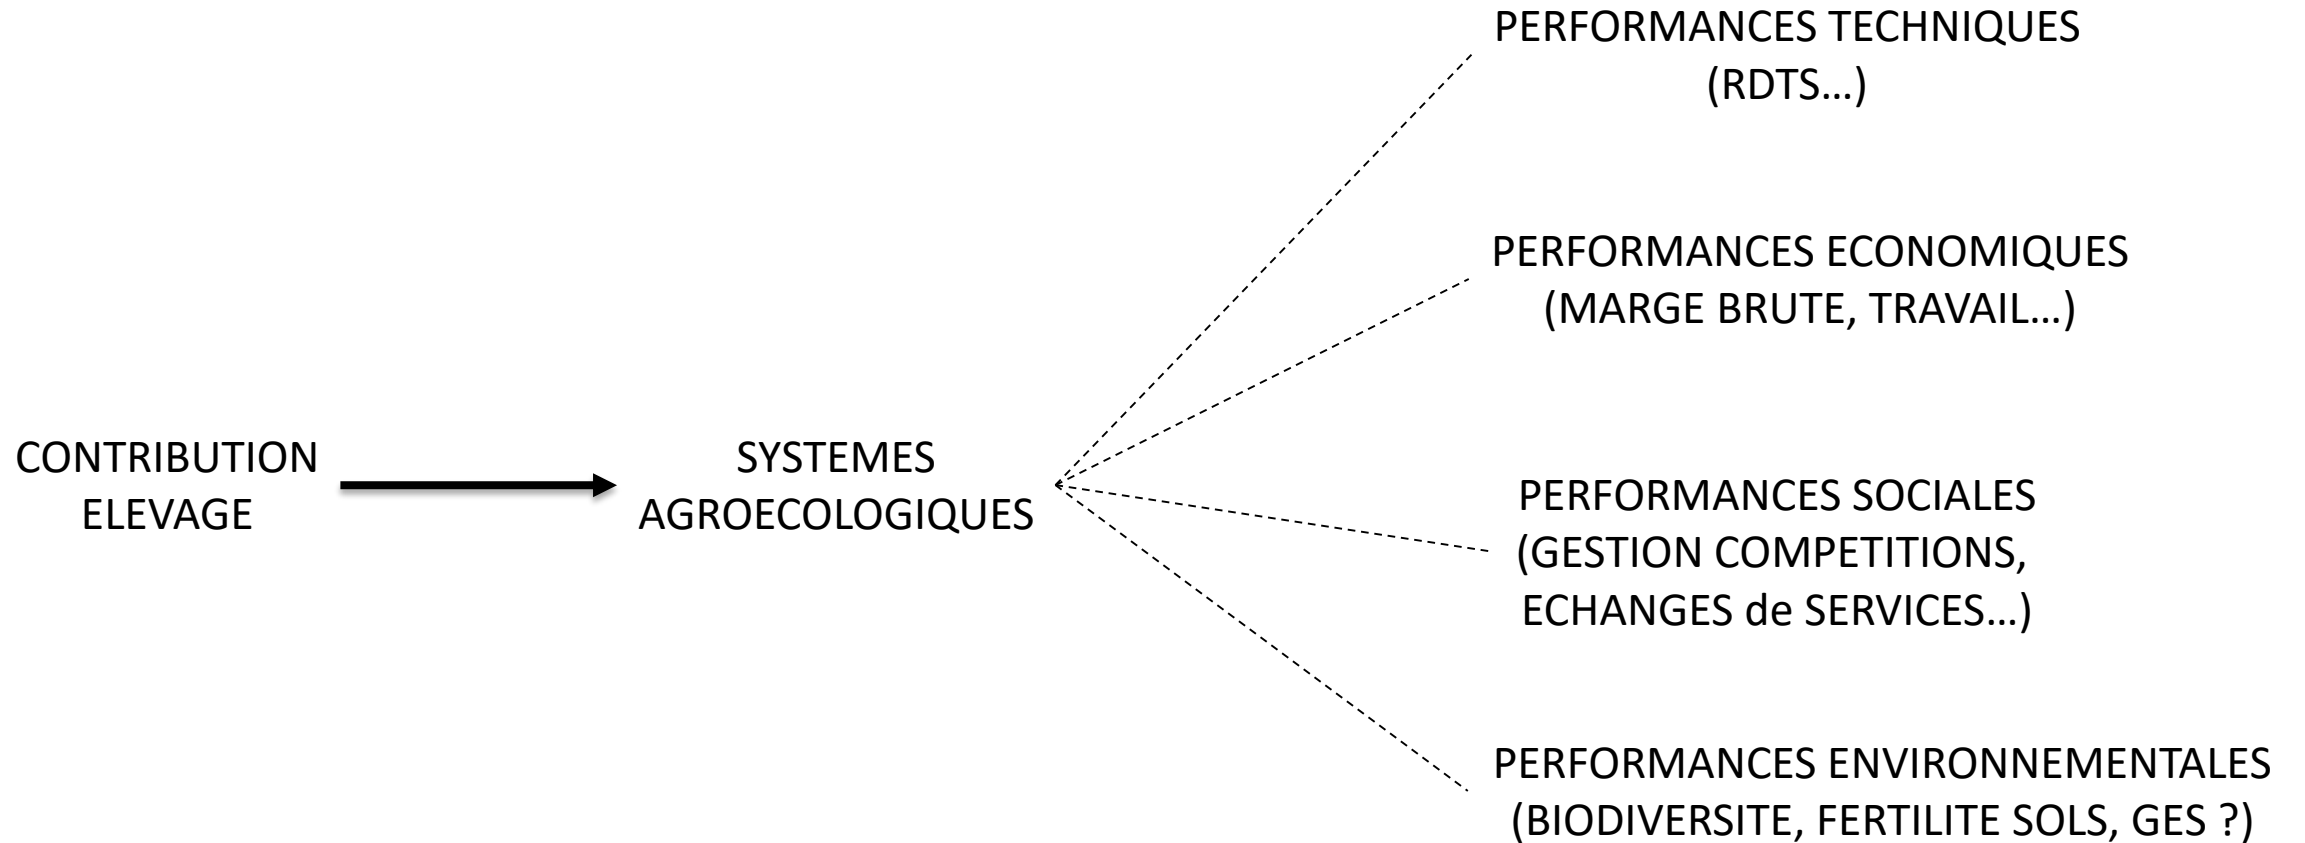 PERFORMANCES TECHNIQUES
(RDTS...)
PERFORMANCES ECONOMIQUES
(MARGE BRUTE, TRAVAIL...)
CONTRIBUTION
ELEVAGE
SYSTEMES
AGROECOLOGIQUES
PERFORMANCES SOCIALES
(GESTION COMPETITIONS,
ECHANGES de SERVICES...)
PERFORMANCES ENVIRONNEMENTALES
(BIODIVERSITE, FERTILITE SOLS, GES ?)